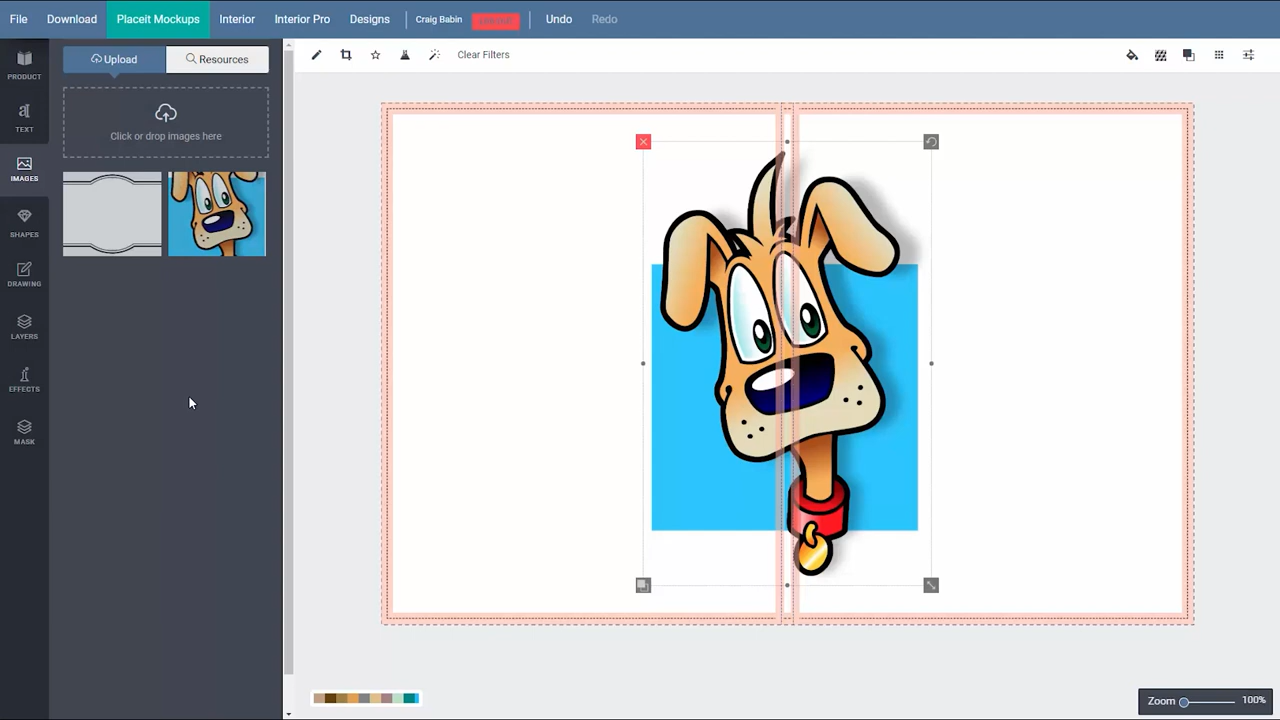 File Download Placeit Mockups Interior Interior Pro Designs Craig Babin Undo Redo
Upload Resources Clear Filters
PRODUCT
TEXT
Click or drop images here
IMAGES
SHAPES
DRAWING
LAYERS
EFFECTS
MASK
Zoom 100%